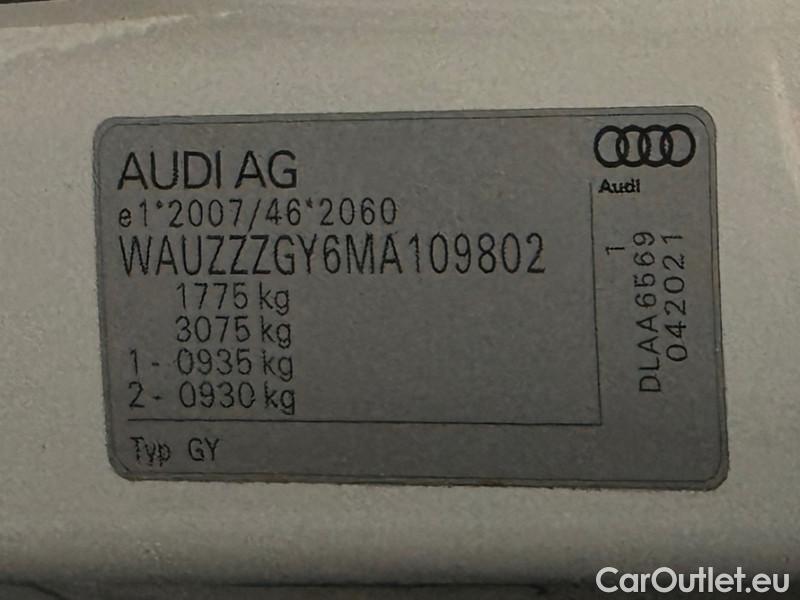 AUDI AG
e1*2007/46*2060
WAUZZZGY6MA109802
1775 kg
3075 kg
1- 0935 kg
2- 0930 kg
Typ GY
Audi
1
DLAA6569
042021
CarOutlet.eu